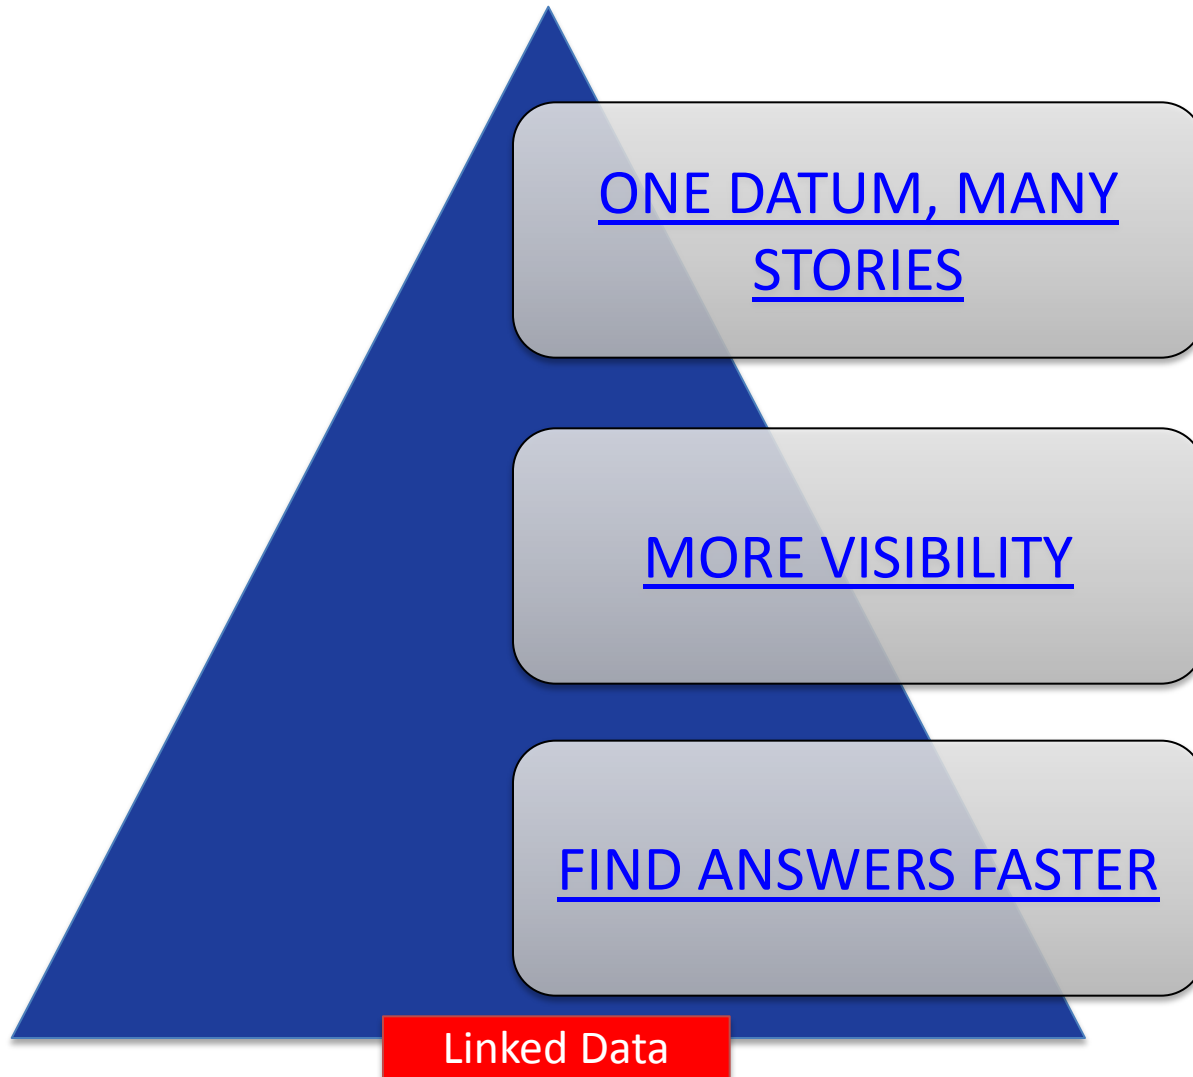 ONE DATUM, MANY
STORIES
MORE VISIBILITY
FIND ANSWERS FASTER
Linked Data